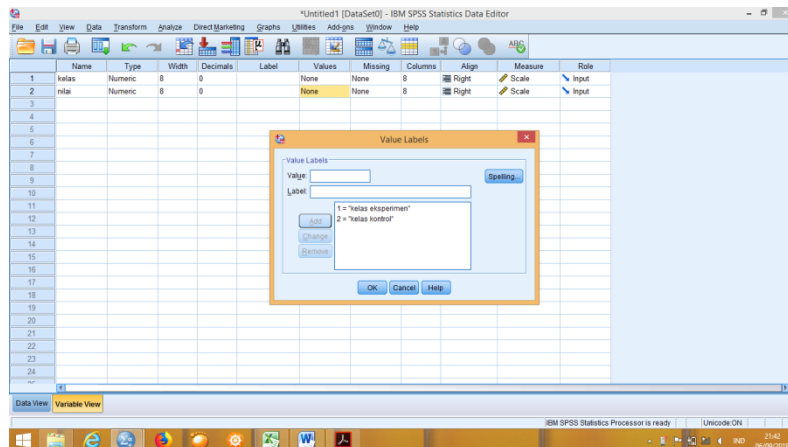 *Untitled1 [DataSet0] - IBM SPSS Statistics Data Editor
File Edit View Data Transform Analyze Direct Marketing Graphs Utilities Add-ons Window Help
Name Type Width Decimals Label Values Missing Columns Align Measure Role
1 kelas Numeric 8 0 None None 8 Right Scale Input
2 nilai Numeric 8 0 None None 8 Right Scale Input
3
4
5
6
7
8
9
10
11
12
13
14
15
16
17
18
19
20
21
22
23
24
Value Labels
Value Labels
Value:
Spelling...
Label:
1 = "kelas eksperimen"
Add
2 = "kelas kontrol"
Change
Remove
OK Cancel Help
Data View Variable View
IBM SPSS Statistics Processor is ready Unicode:ON
IND 21:42